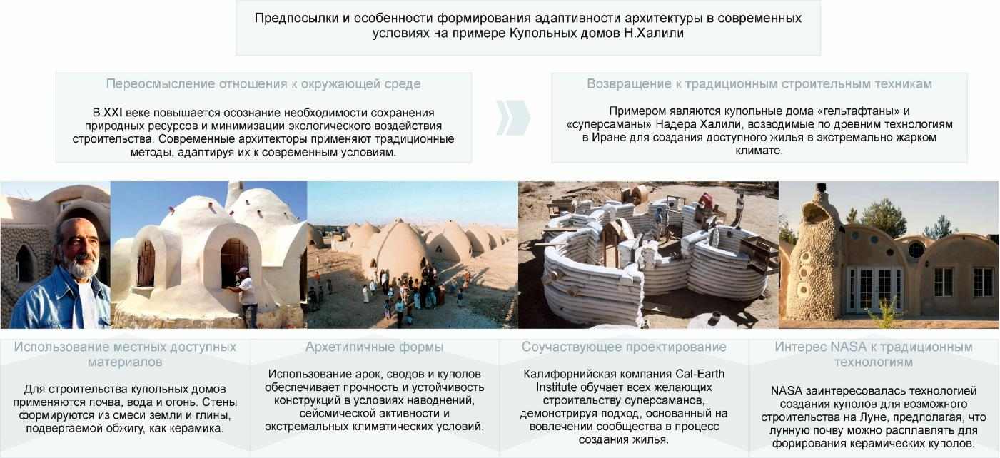 Предпосылки и особенности формирования адаптивности архитектуры в современных
условиях на примере Купольных домов Н.Халили
Переосмысление отношения к окружающей среде
В XXI веке повышается осознание необходимости сохранения
природных ресурсов и минимизации экологического воздействия
строительства. Современные архитекторы применяют традиционные
методы, адаптируя их к современным условиям.
Возвращение к традиционным строительным техникам
Примером являются купольные дома «гельтафтаны» и
«суперсаманы» Надера Халили, возводимые по древним технологиям
в Иране для создания доступного жилья в экстремально жарком
климате.
Использование местных доступных
материалов
Для строительства купольных домов
применяются почва, вода и огонь. Стены
формируются из смеси земли и глины,
подвергаемой обжигу, как керамика.
Архетипичные формы
Использование арок, сводов и куполов
обеспечивает прочность и устойчивость
конструкций в условиях наводнений,
сейсмической активности и
экстремальных климатических условий.
Соучаствующее проектирование
Калифорнийская компания Cal-Earth
Institute обучает всех желающих
строительству суперсаманов,
демонстрируя подход, основанный на
вовлечении сообщества в процесс
создания жилья.
Интерес NASA к традиционным
технологиям
NASA заинтересовалась технологией
создания куполов для возможного
строительства на Луне, предполагая, что
лунную почву можно расплавлять для
форирования керамических куполов.